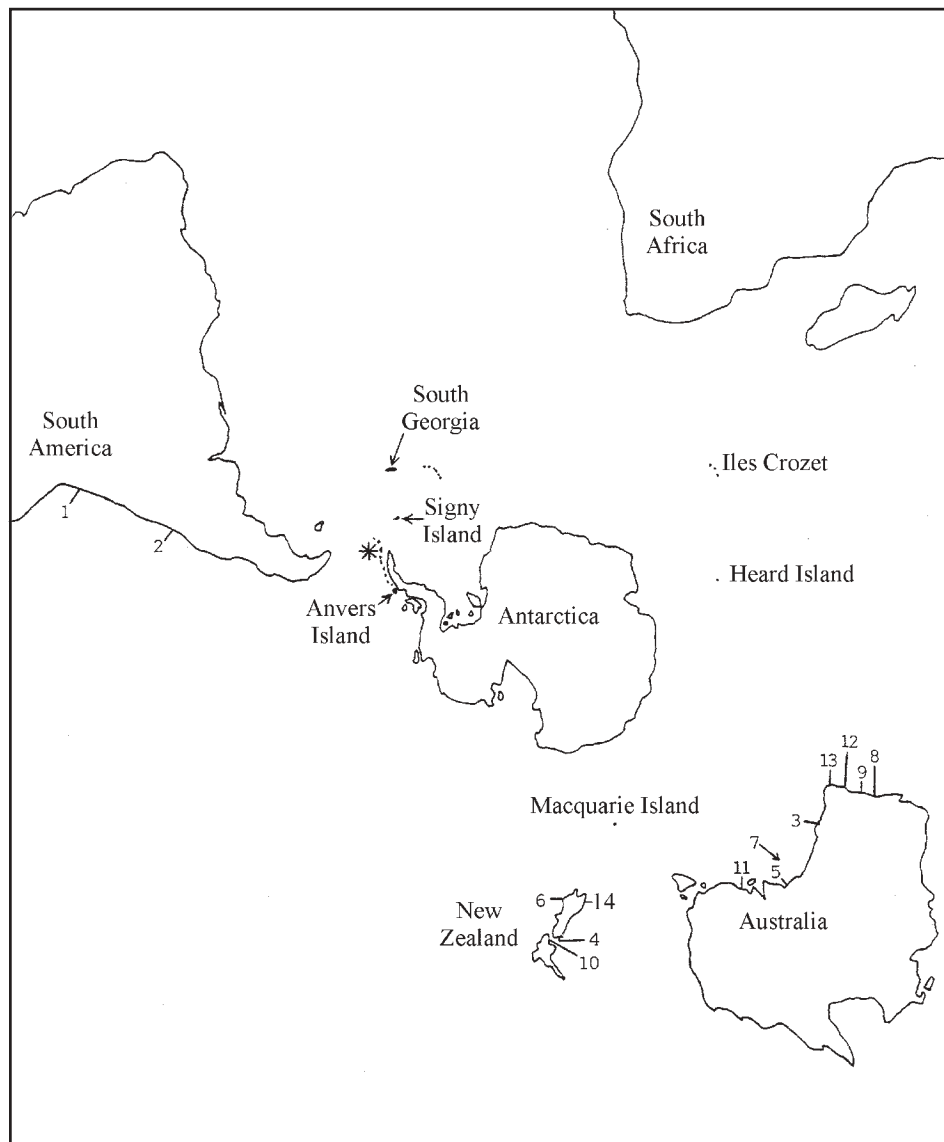 South
Africa
South
Georgia
South
America
Iles Crozet
1
Signy
Island
2
Heard Island
Anvers
Island
Antarctica
12
13
8
9
Macquarie Island
3
7
11
5
6
14
New
Zealand
Australia
4
10